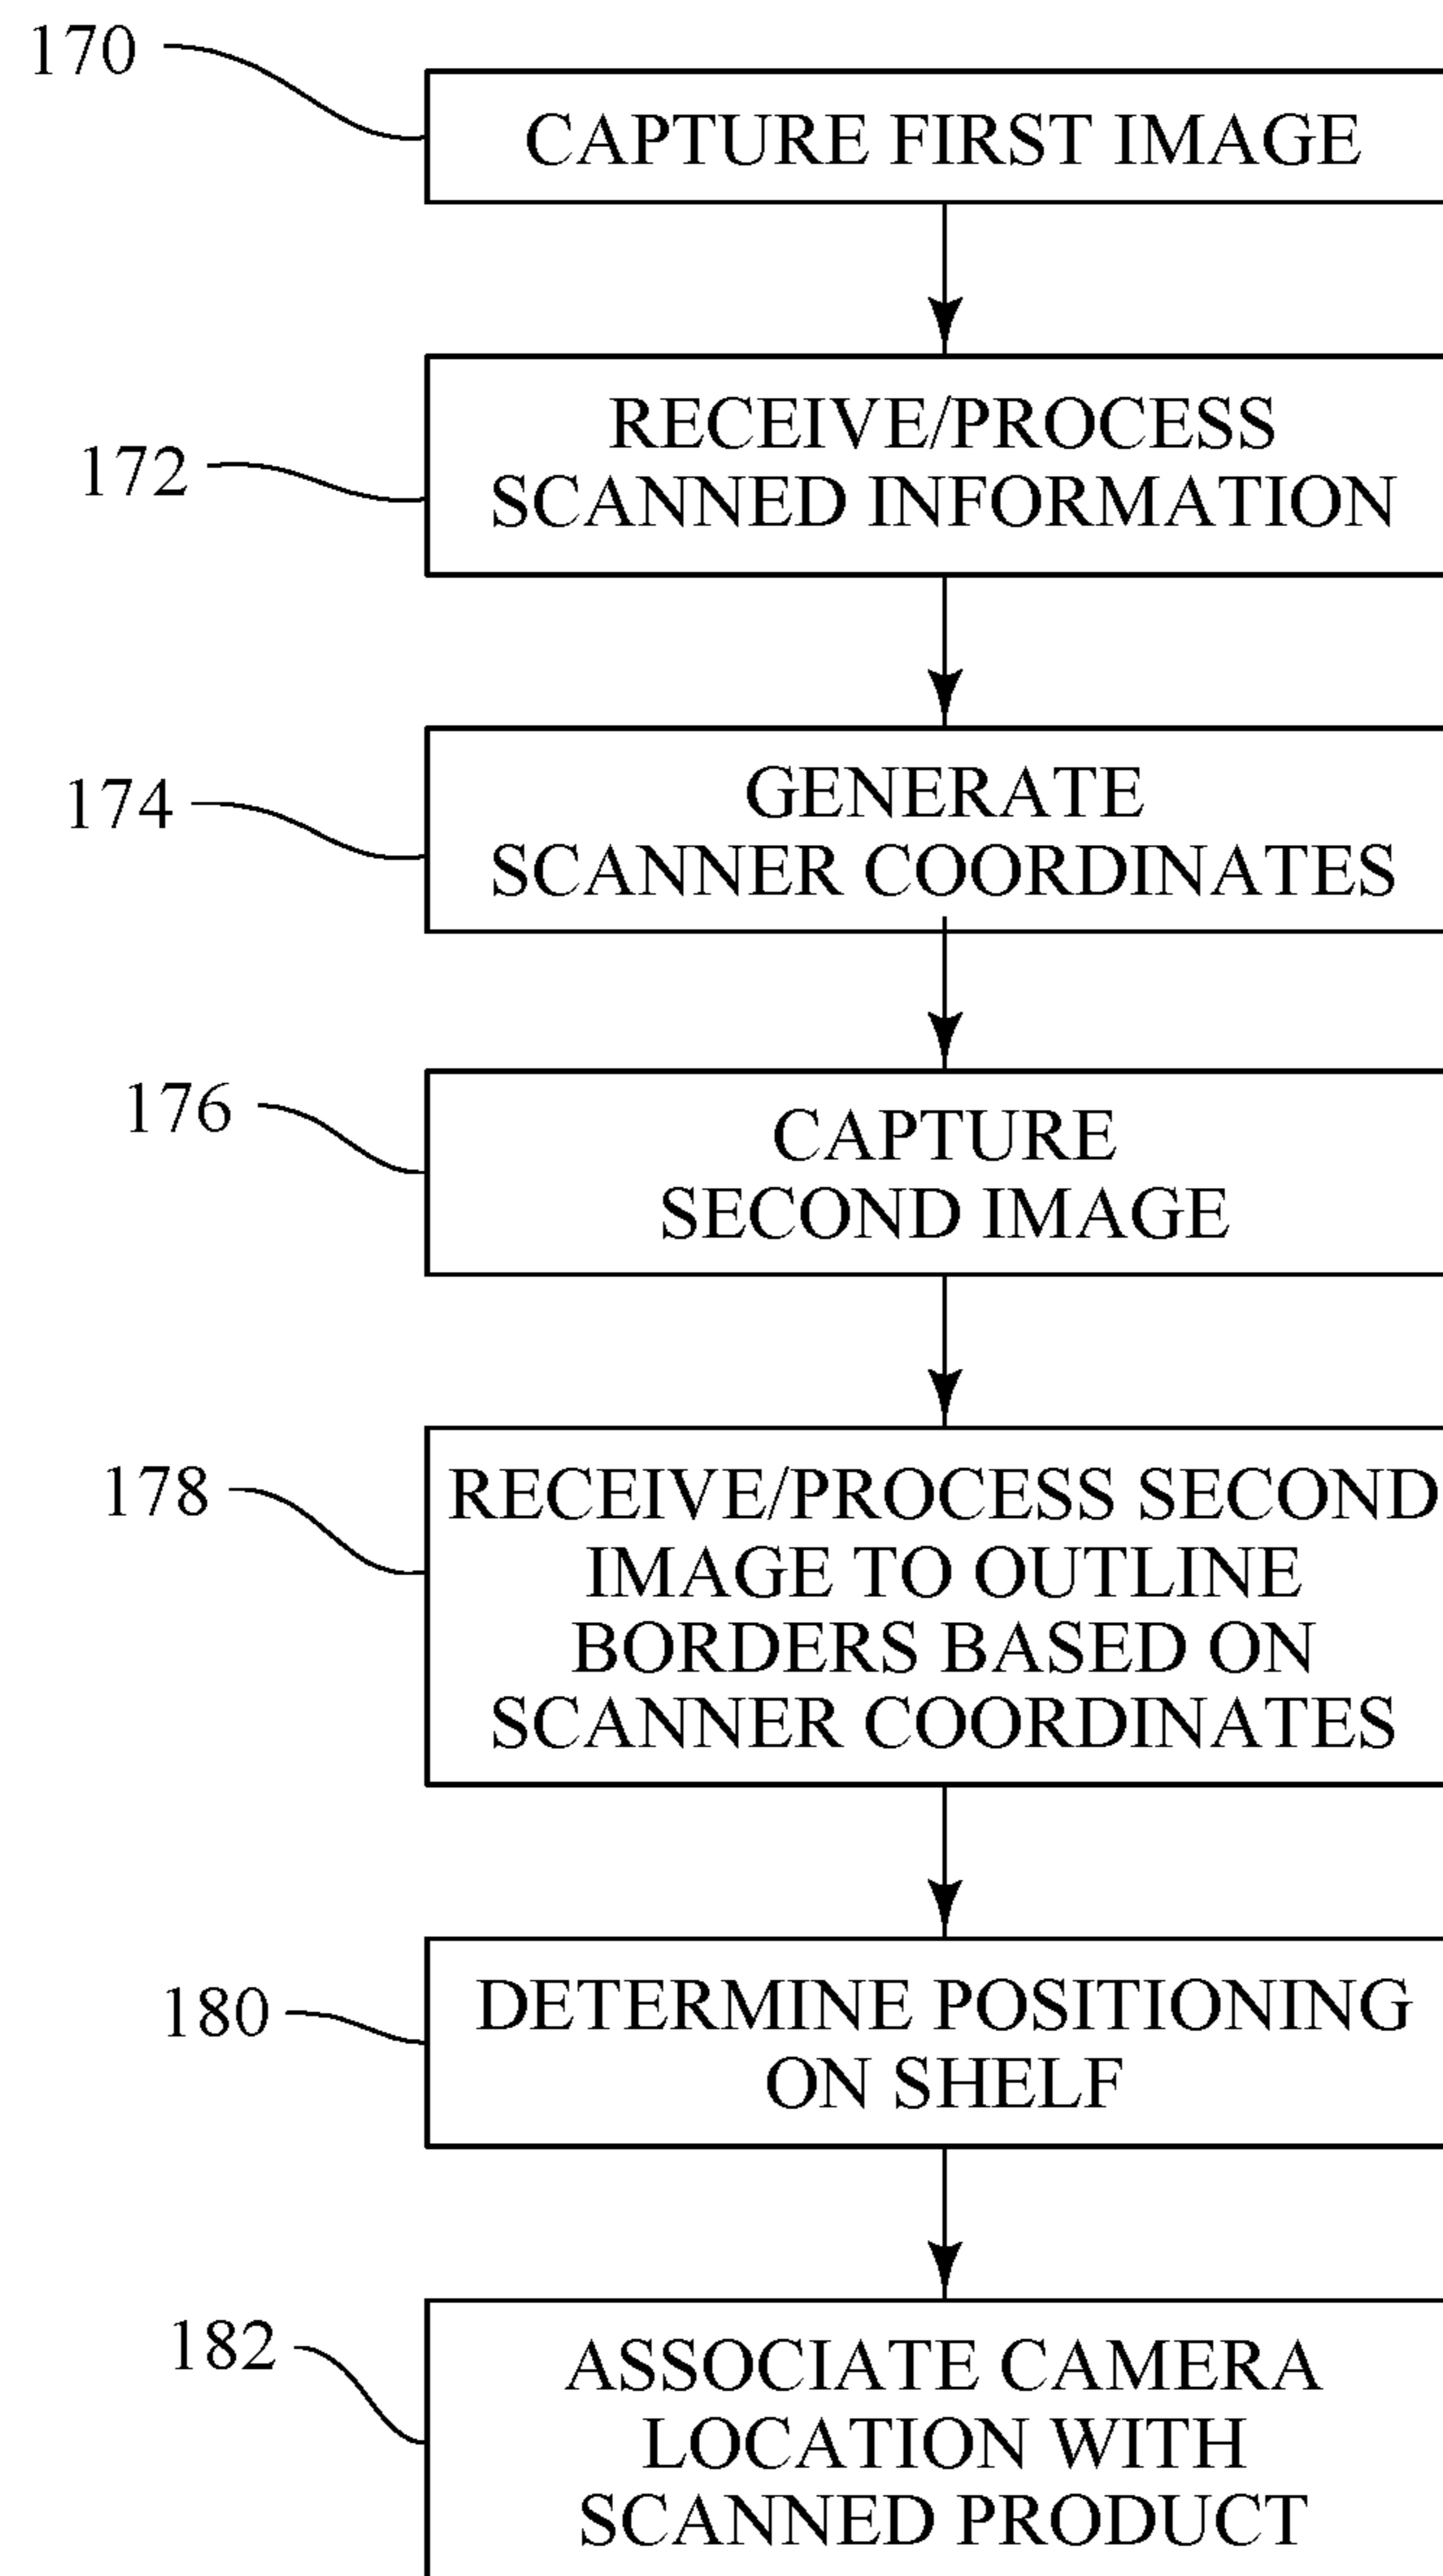 170
CAPTURE FIRST IMAGE
172
RECEIVE/PROCESS
SCANNED INFORMATION
174
GENERATE
SCANNER COORDINATES
176
CAPTURE
SECOND IMAGE
178
RECEIVE/PROCESS SECOND
IMAGE TO OUTLINE
BORDERS BASED ON
SCANNER COORDINATES
180
DETERMINE POSITIONING
ON SHELF
182
ASSOCIATE CAMERA
LOCATION WITH
SCANNED PRODUCT